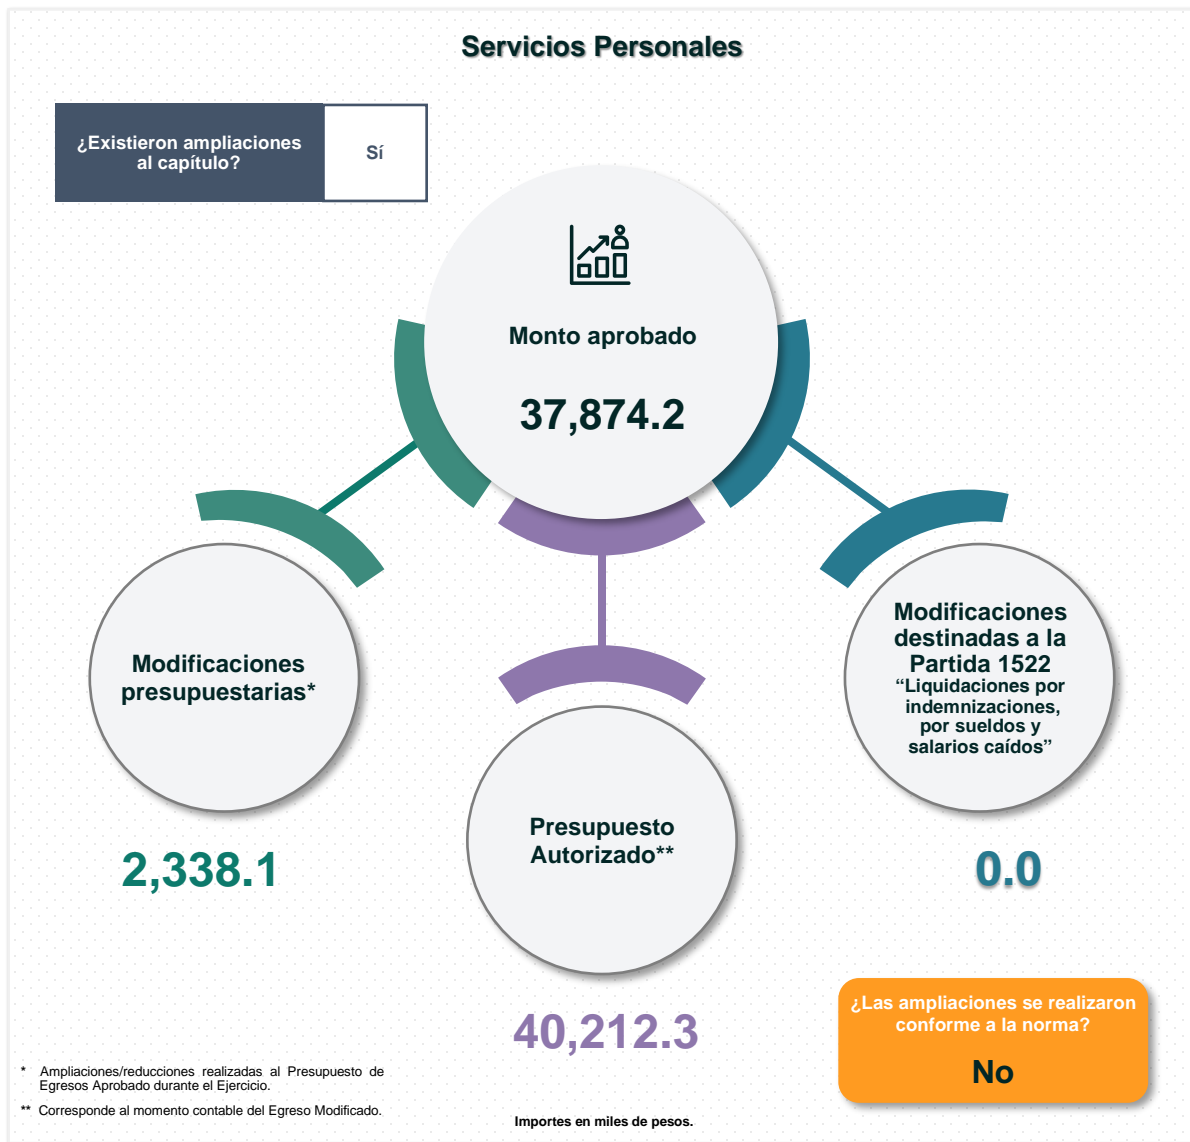 Servicios Personales
¿Existieron ampliaciones
al capítulo?
Sí
Monto aprobado
37,874.2
Modificaciones
presupuestarias*
2,338.1
Presupuesto
Autorizado**
40,212.3
Modificaciones
destinadas a la
Partida 1522
“Liquidaciones por
indemnizaciones,
por sueldos y
salarios caídos”
0.0
¿Las ampliaciones se realizaron
conforme a la norma?
No
* Ampliaciones/reducciones realizadas al Presupuesto de
Egresos Aprobado durante el Ejercicio.
** Corresponde al momento contable del Egreso Modificado.
Importes en miles de pesos.